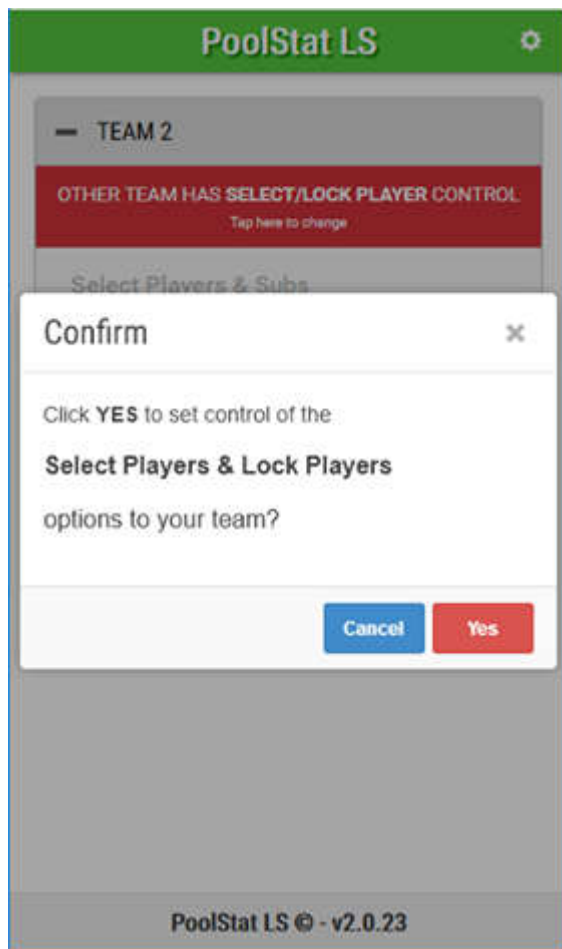 PoolStat LS
TEAM 2
OTHER TEAM HAS SELECT/LOCK PLAYER CONTROL
Tap here to change
Select Players & Subs
Confirm
Click YES to set control of the
Select Players & Lock Players
options to your team?
Cancel Yes
PoolStat LS © - v2.0.23